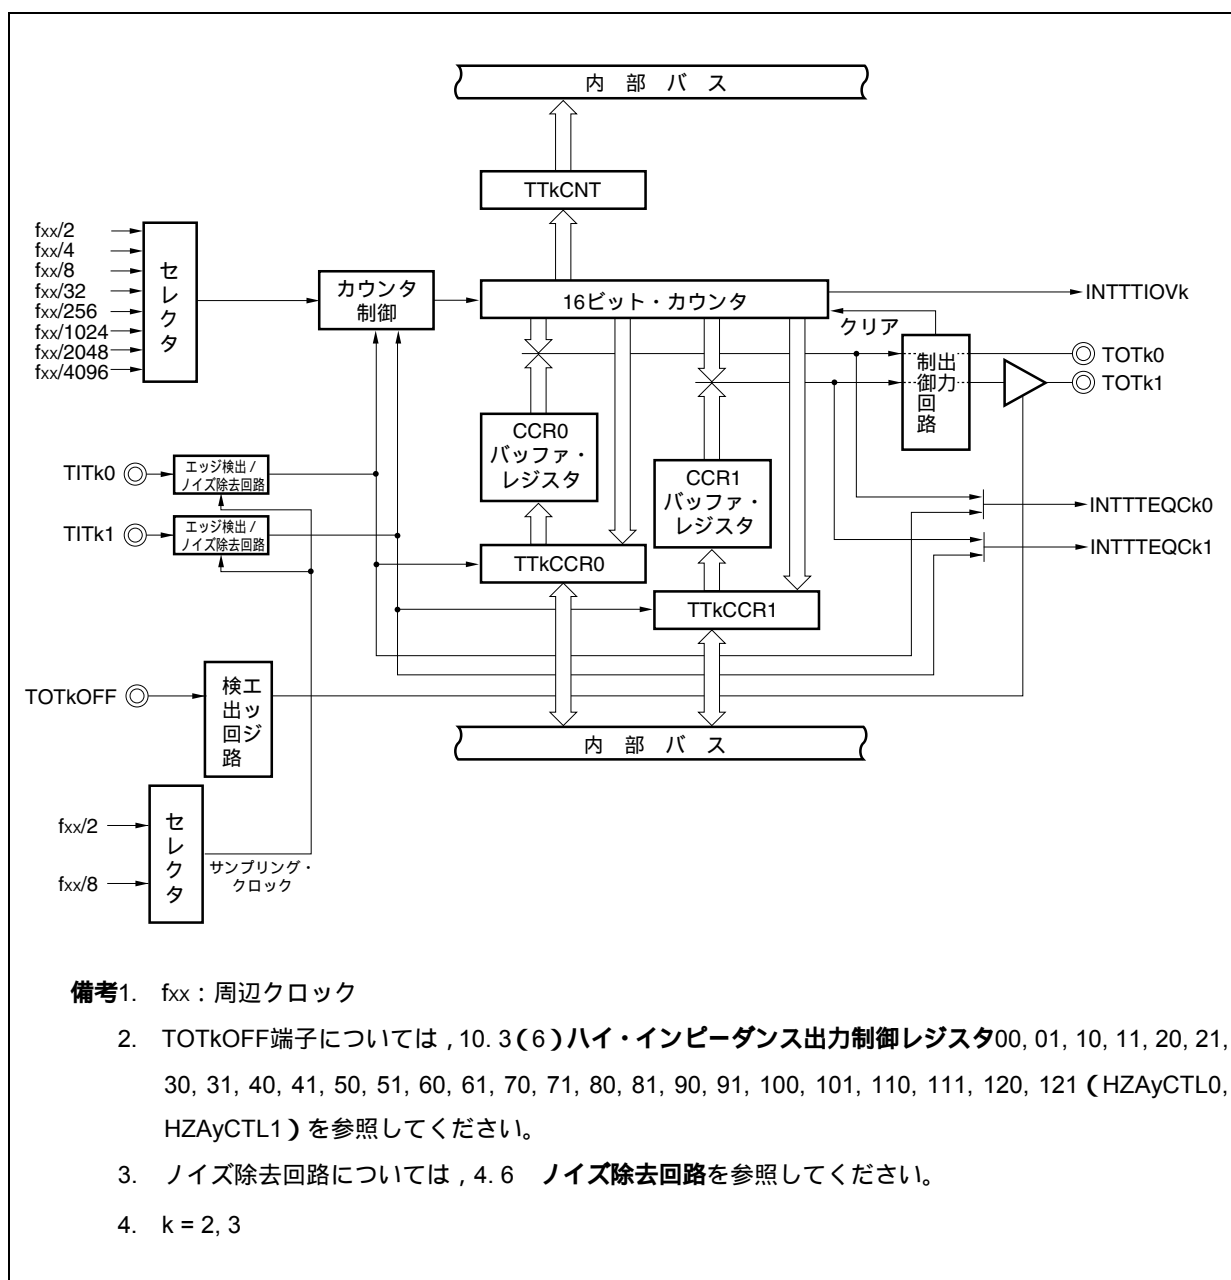 内 部 バ ス
TTkCNT
fxx/2
fxx/4
fxx/8
fxx/32
fxx/256
fxx/1024
fxx/2048
fxx/4096
セレクタ
カウンタ
制御
16ビット・カウンタ
INTTTIOVk
クリア
出力
制御回路
TOTk0
TOTk1
CCR0
バッファ・
レジスタ
CCR1
バッファ・
レジスタ
TITk0
エッジ検出/
ノイズ除去回路
TITk1
エッジ検出/
ノイズ除去回路
INTTTEQCk0
INTTTEQCk1
TTkCCR0
TTkCCR1
TOTkOFF
エッジ
検出回路
内 部 バ ス
fxx/2
fxx/8
セレクタ
サンプリング・
クロック
備考1. fxx：周辺クロック
2. TOTkOFF端子については，10. 3（6）ハイ・インピーダンス出力制御レジスタ00, 01, 10, 11, 20, 21,
30, 31, 40, 41, 50, 51, 60, 61, 70, 71, 80, 81, 90, 91, 100, 101, 110, 111, 120, 121（HZAyCTL0,
HZAyCTL1）を参照してください。
3. ノイズ除去回路については，4. 6 ノイズ除去回路を参照してください。
4. k = 2, 3